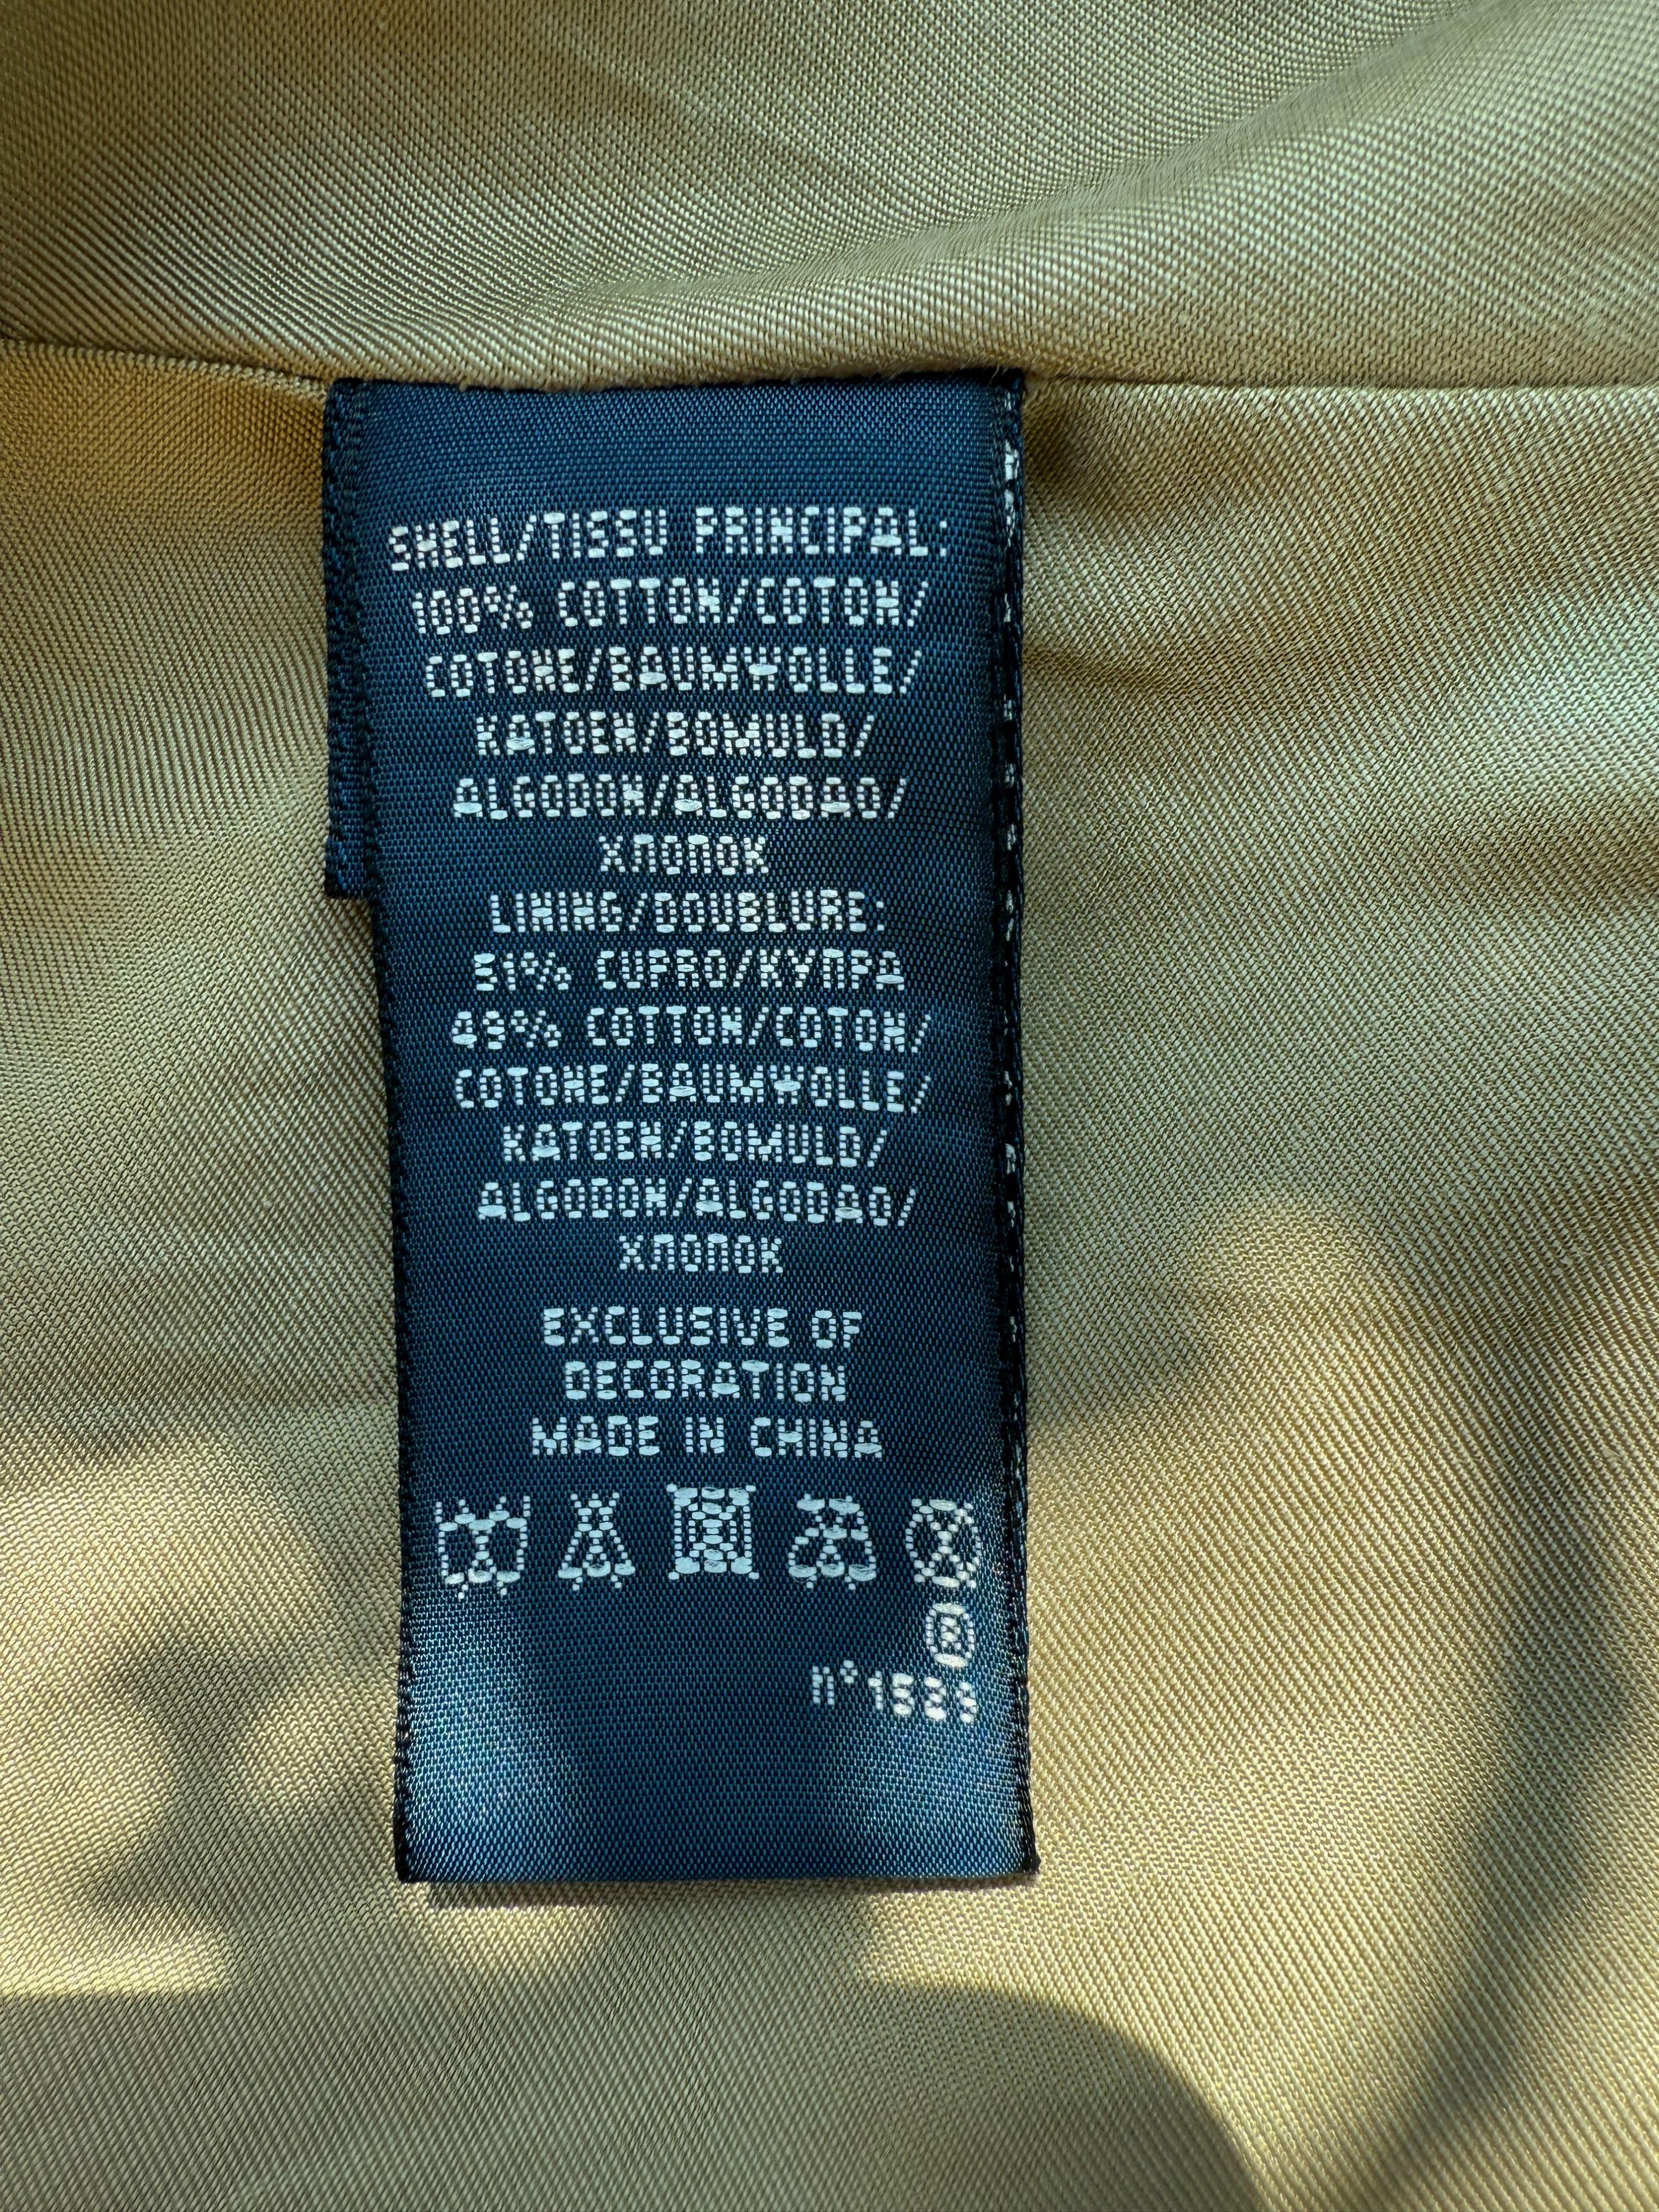 SHELL/TISSU PRINCIPAL:
100% COTTON/COTON/
COTONE/BAUMWOLLE/
KATOEN/BOMULD/
ALGODON/ALGODAO/
ХЛОПОК
LINING/DOUBLURE:
51% CUPRO/КУПРА
49% COTTON/COTON/
COTONE/BAUMWOLLE/
KATOEN/BOMULD/
ALGODON/ALGODAO/
ХЛОПОК
EXCLUSIVE OF
DECORATION
MADE IN CHINA
n°